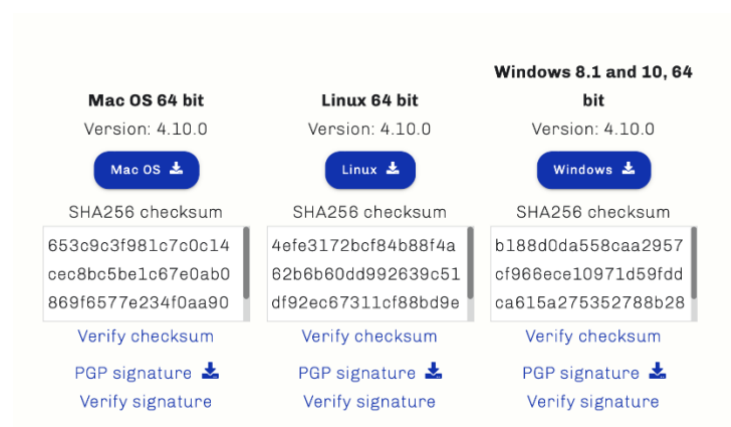 Mac OS 64 bit
Version: 4.10.0
Mac OS
SHA256 checksum
653c9c3f981c7c0c14
cec8bc5be1c67e0ab0
869f6577e234f0aa90
Verify checksum
PGP signature
Verify signature
Linux 64 bit
Version: 4.10.0
Linux
SHA256 checksum
4efe3172bcf84b88f4a
62b6b60dd992639c51
df92ec67311cf88bd9e
Verify checksum
PGP signature
Verify signature
Windows 8.1 and 10, 64
bit
Version: 4.10.0
Windows
SHA256 checksum
b188d0da558caa2957
cf966ece10971d59fdd
ca615a275352788b28
Verify checksum
PGP signature
Verify signature